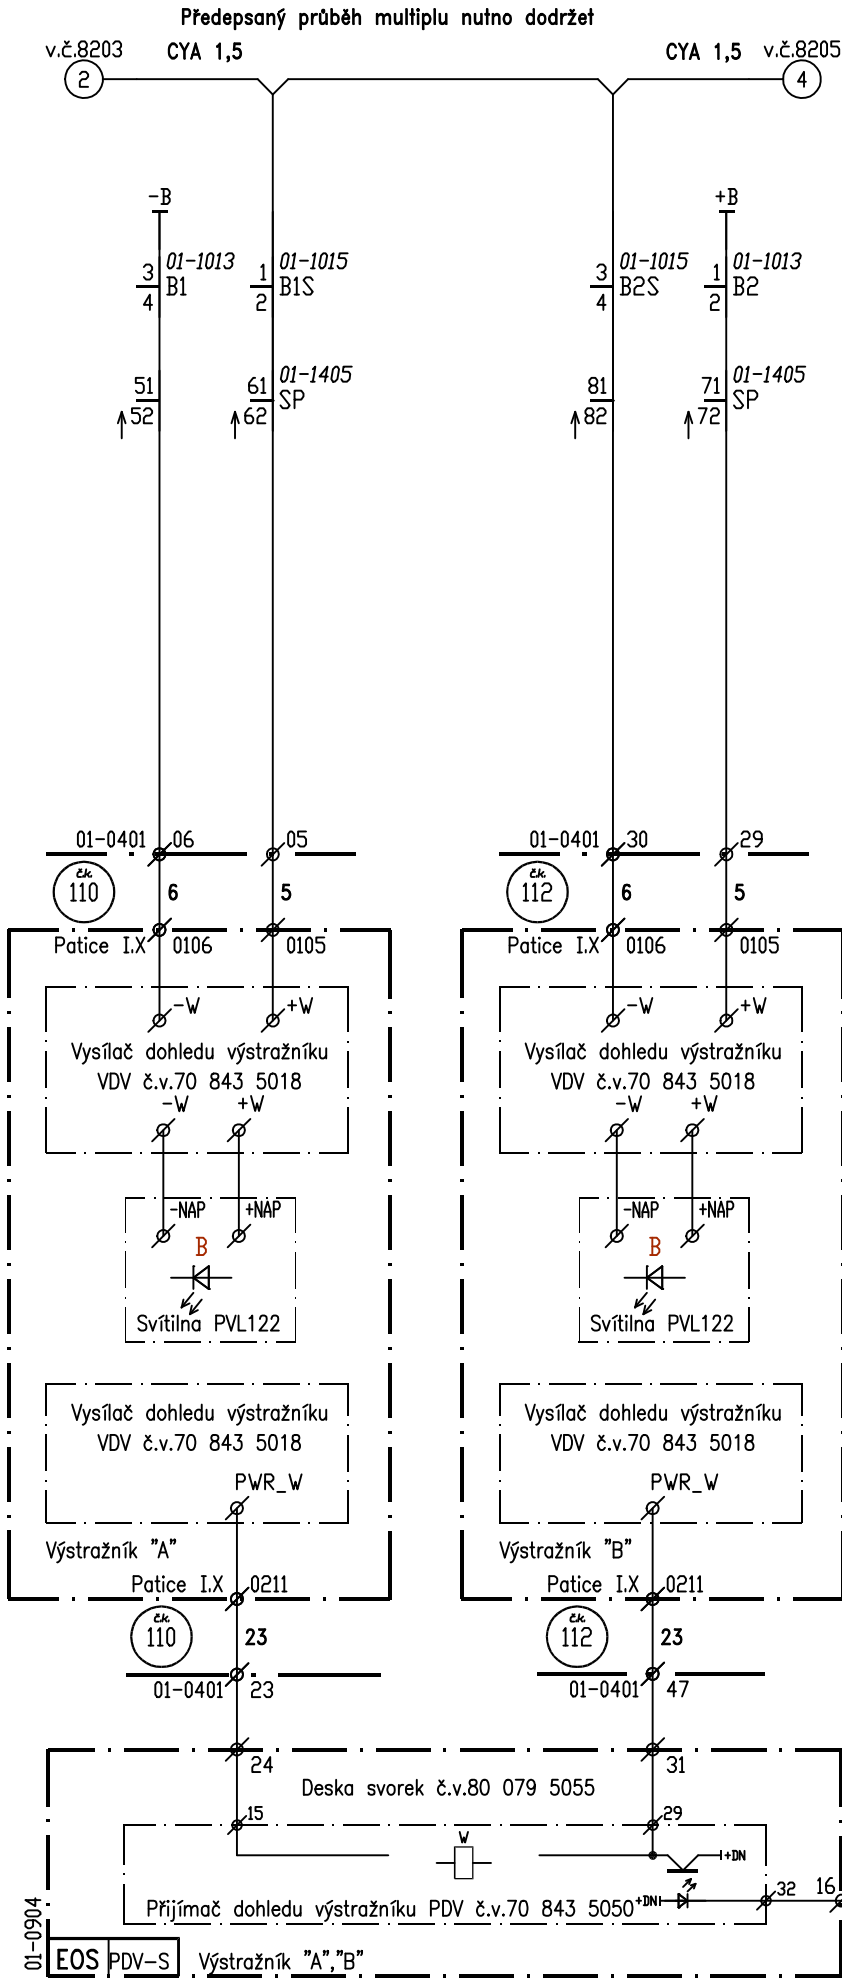 Předepsaný průběh multiplu nutno dodržet
v.č.8203 CYA 1,5 CYA 1,5 v.č.8205
2 4
-B +B
3 01-1013 1 01-1015 3 01-1015 1 01-1013
B1 B1S B2S B2
4 2 4 2
51 61 01-1405 81 71 01-1405
SP SP
52 62 82 72
01-0401 06 05 01-0401 30 29
č.k. č.k.
110 6 5 112 6 5
Patice I.X 0106 0105 Patice I.X 0106 0105
-W +W -W +W
Vysílač dohledu výstražníku Vysílač dohledu výstražníku
VDV č.v.70 843 5018 VDV č.v.70 843 5018
-W +W -W +W
-NAP +NAP -NAP +NAP
B B
Svítilna PVL122 Svítilna PVL122
Vysílač dohledu výstražníku Vysílač dohledu výstražníku
VDV č.v.70 843 5018 VDV č.v.70 843 5018
PWR_W PWR_W
Výstražník "A" Výstražník "B"
Patice I.X 0211 Patice I.X 0211
č.k. č.k.
110 23 112 23
01-0401 23 01-0401 47
24 31
Deska svorek č.v.80 079 5055
15 29
W +DN
32 16
Přijímač dohledu výstražníku PDV č.v.70 843 5050 +DN
01-0904
EOS PDV-S Výstražník "A","B"